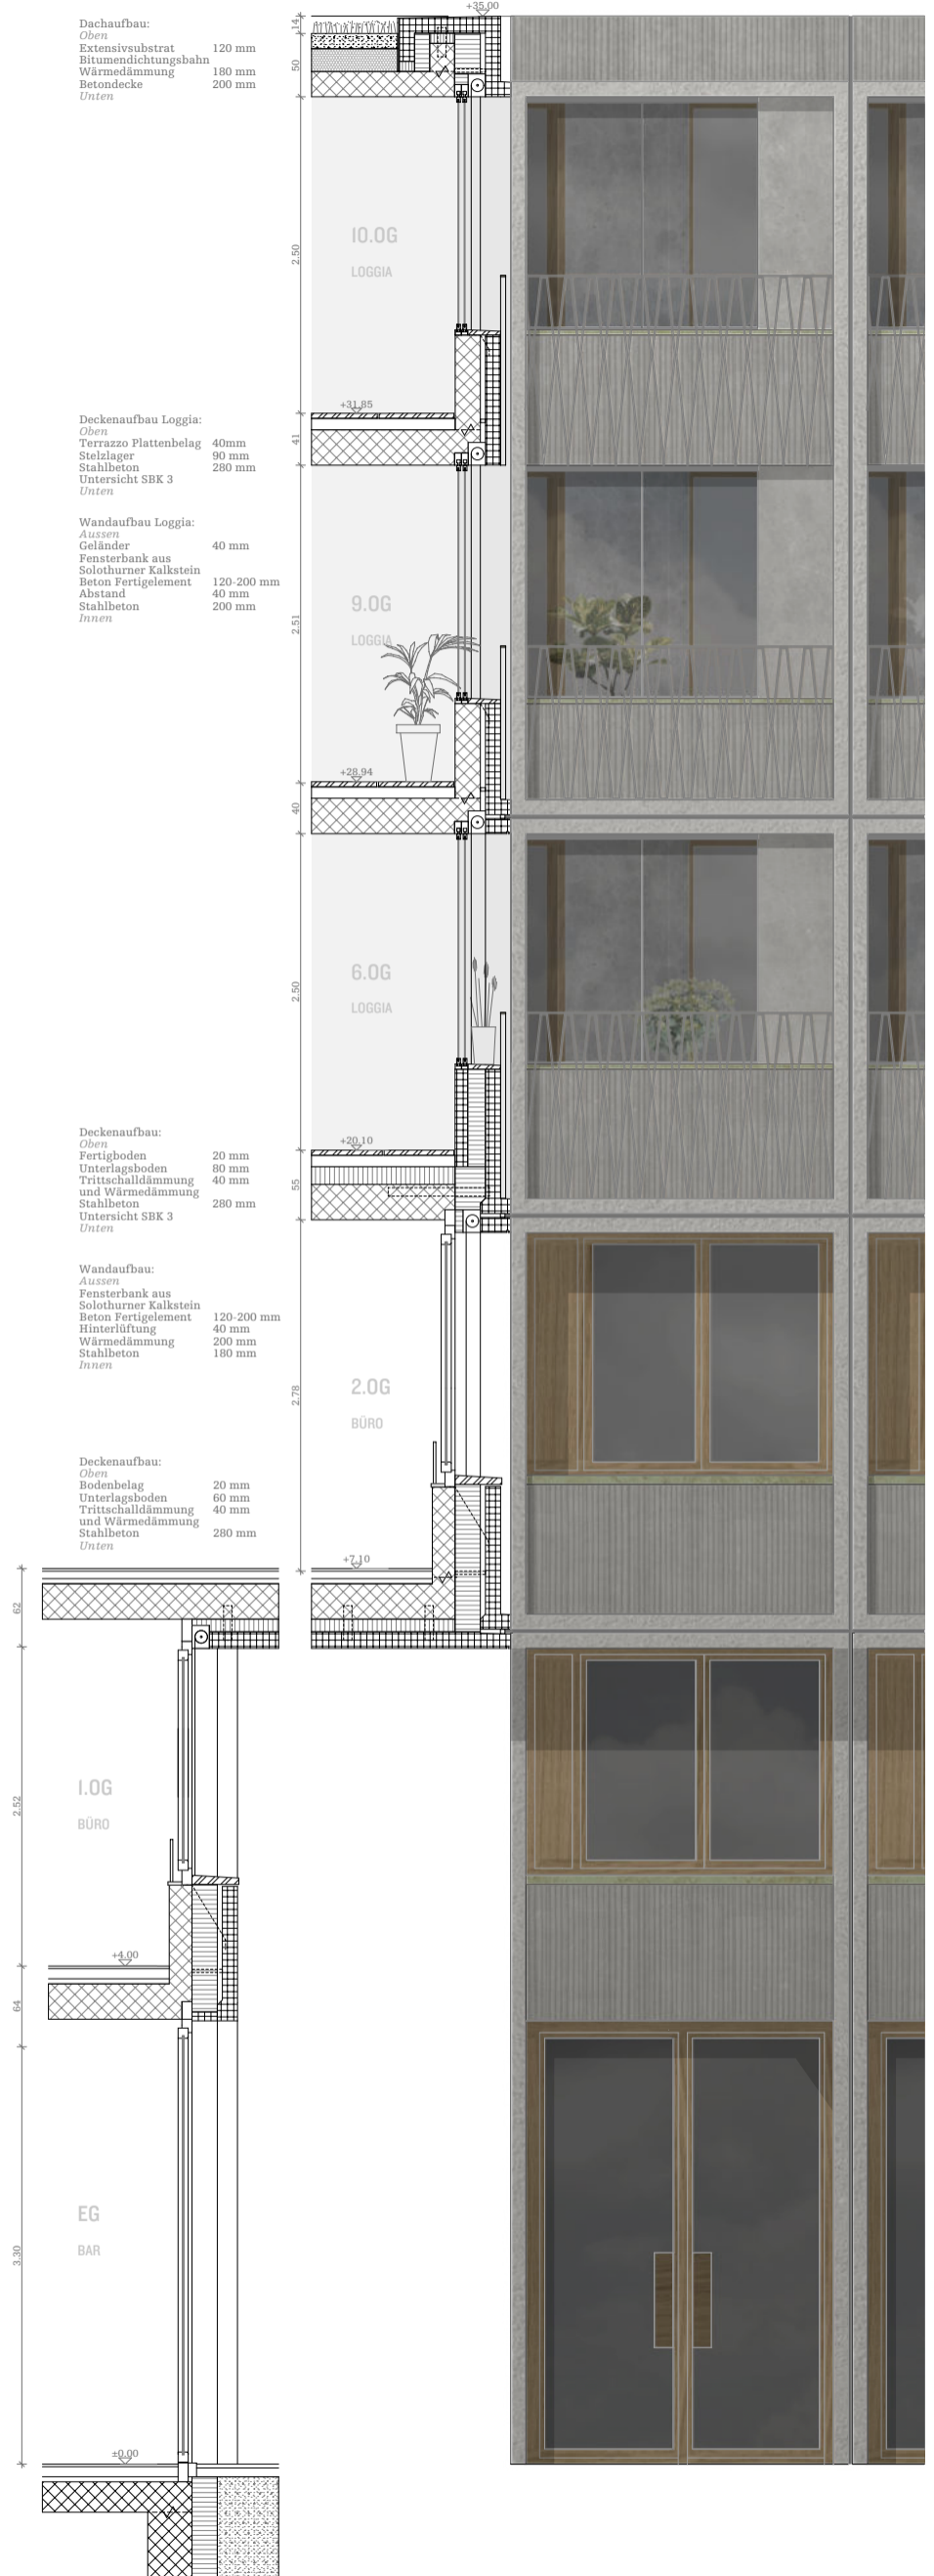 +35.00
Dachaufbau:
Oben
Extensivsubstrat 120 mm
Bitumendichtungsbahn
Wärmedämmung 180 mm
Betondecke 200 mm
Unten
14
50
10.OG
LOGGIA
2.50
+31.85
41
Deckenaufbau Loggia:
Oben
Terrazzo Plattenbelag 40mm
Stelzlager 90 mm
Stahlbeton 280 mm
Untersicht SBK 3
Unten
Wandaufbau Loggia:
Aussen
Geländer 40 mm
Fensterbank aus
Solothurner Kalkstein
Beton Fertigelement 120-200 mm
Abstand 40 mm
Stahlbeton 200 mm
Innen
9.OG
LOGGIA
2.51
+28.94
40
6.OG
LOGGIA
2.50
+20.10
55
Deckenaufbau:
Oben
Fertigboden 20 mm
Unterlagsboden 80 mm
Trittschalldämmung 40 mm
und Wärmedämmung
Stahlbeton 280 mm
Untersicht SBK 3
Unten
Wandaufbau:
Aussen
Fensterbank aus
Solothurner Kalkstein
Beton Fertigelement 120-200 mm
Hinterlüftung 40 mm
Wärmedämmung 200 mm
Stahlbeton 180 mm
Innen
2.OG
BÜRO
2.78
Deckenaufbau:
Oben
Bodenbelag 20 mm
Unterlagsboden 60 mm
Trittschalldämmung 40 mm
und Wärmedämmung
Stahlbeton 280 mm
Unten
+7.10
62
1.OG
BÜRO
2.52
+4.00
64
EG
BAR
3.30
±0.00